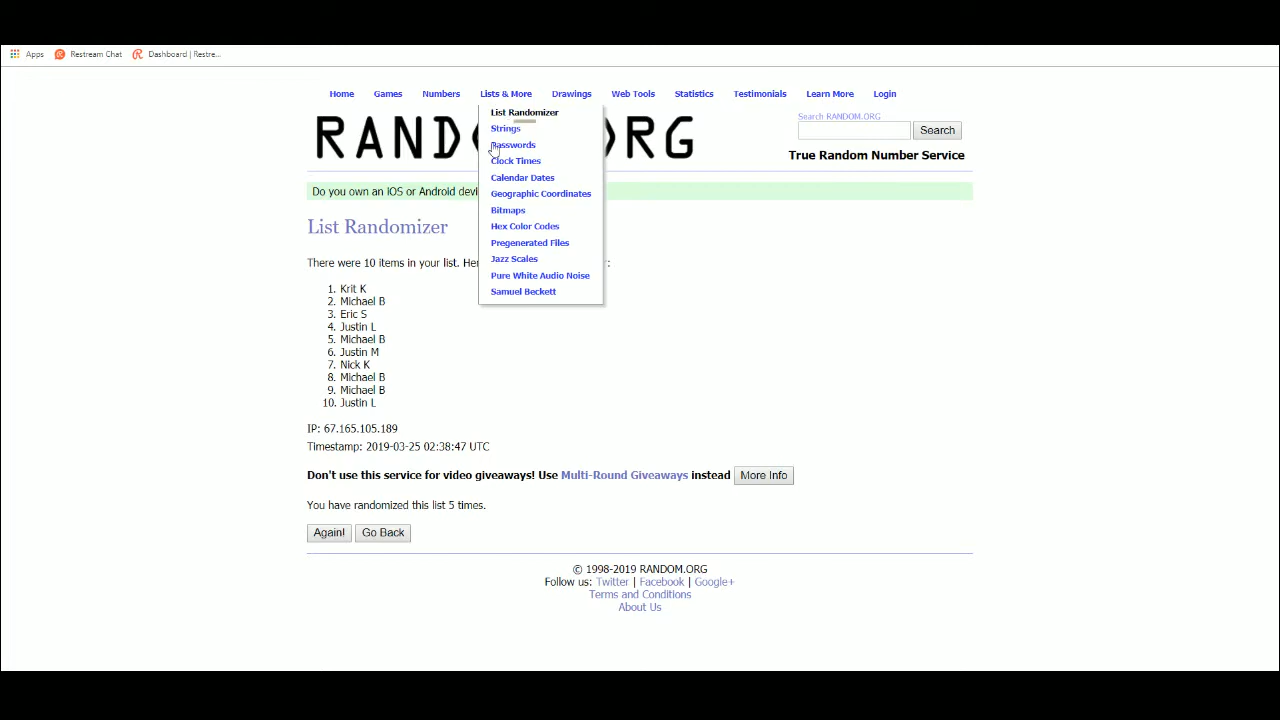 Apps Restream Chat Dashboard | Restre...
Home Games Numbers Lists & More Drawings Web Tools Statistics Testimonials Learn More Login
List Randomizer
Strings
Passwords
Clock Times
Calendar Dates
Geographic Coordinates
Bitmaps
Hex Color Codes
Pregenerated Files
Jazz Scales
Pure White Audio Noise
Samuel Beckett
Search RANDOM.ORG
Search
True Random Number Service
Do you own an iOS or Android
List Randomizer
There were 10 items in your list.
1. Krit K
2. Michael B
3. Eric S
4. Justin L
5. Michael B
6. Justin M
7. Nick K
8. Michael B
9. Michael B
10. Justin L
IP: 67.165.105.189
Timestamp: 2019-03-25 02:38:47 UTC
Don't use this service for video giveaways! Use Multi-Round Giveaways instead More Info
You have randomized this list 5 times.
Again! Go Back
© 1998-2019 RANDOM.ORG
Follow us: Twitter | Facebook | Google+
Terms and Conditions
About Us